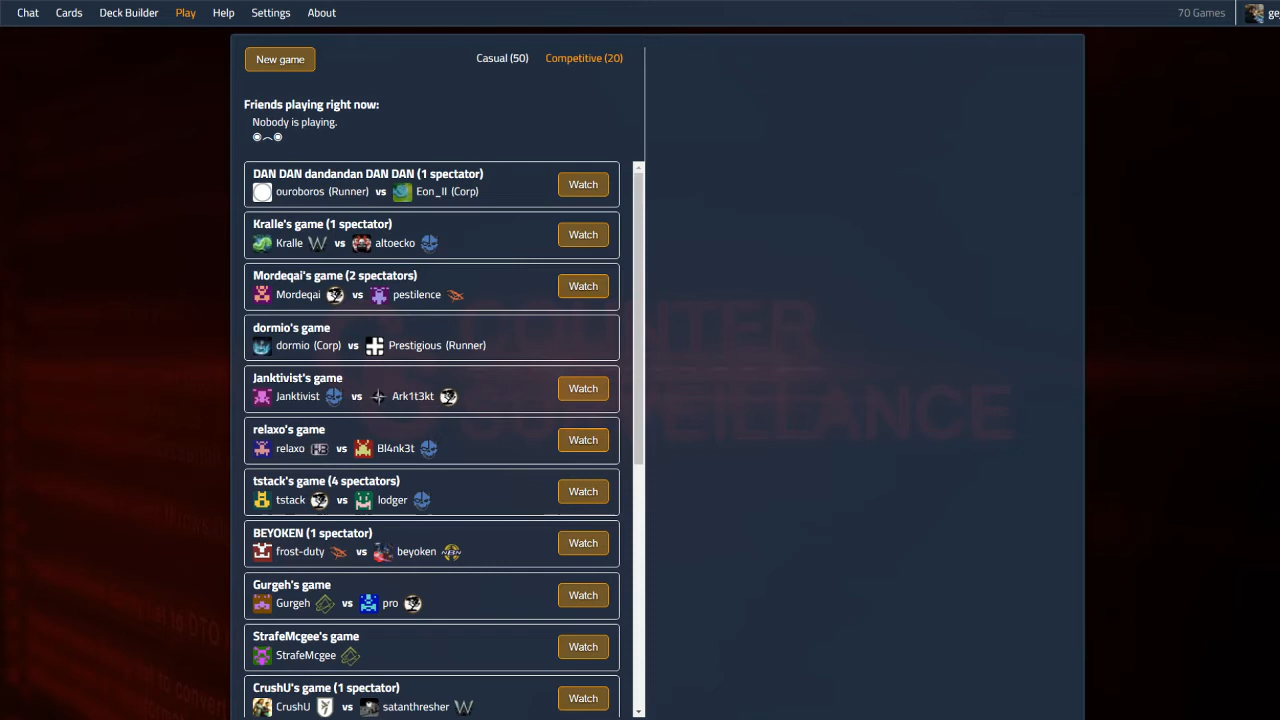 Chat Cards Deck Builder Play Help Settings About 70 Games
New game Casual (50) Competitive (20)
Friends playing right now:
Nobody is playing.
◉︵◉
DAN DAN dandandan DAN DAN (1 spectator)
ouroboros (Runner) vs Eon_II (Corp) Watch
Kralle's game (1 spectator)
Kralle vs altoecko Watch
Mordeqai's game (2 spectators)
Mordeqai vs pestilence Watch
dormio's game
dormio (Corp) vs Prestigious (Runner)
Janktivist's game
Janktivist vs Ark1t3kt Watch
relaxo's game
relaxo HB vs Bl4nk3t Watch
tstack's game (4 spectators)
tstack vs lodger Watch
BEYOKEN (1 spectator)
frost-duty vs beyoken NBN Watch
Gurgeh's game
Gurgeh vs pro Watch
StrafeMcgee's game
StrafeMcgee Watch
CrushU's game (1 spectator)
CrushU vs satanthresher Watch
COUNTER
SURVEILLANCE